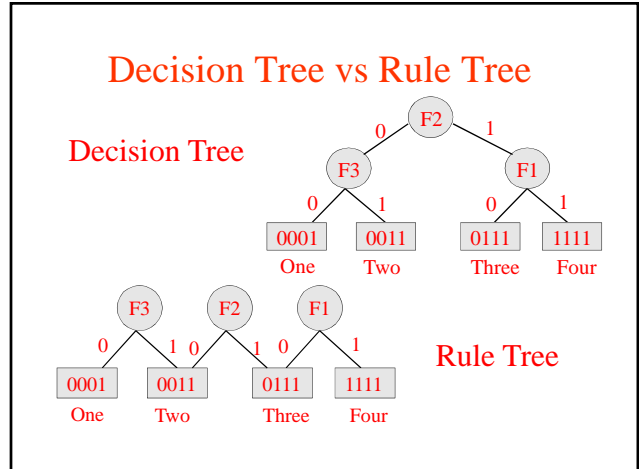 Decision Tree vs Rule Tree
F2
0 1
Decision Tree
F3 F1
0 1 0 1
0001 0011 0111 1111
One Two Three Four
F3 F2 F1
0 1 0 1 0 1
Rule Tree
0001 0011 0111 1111
One Two Three Four